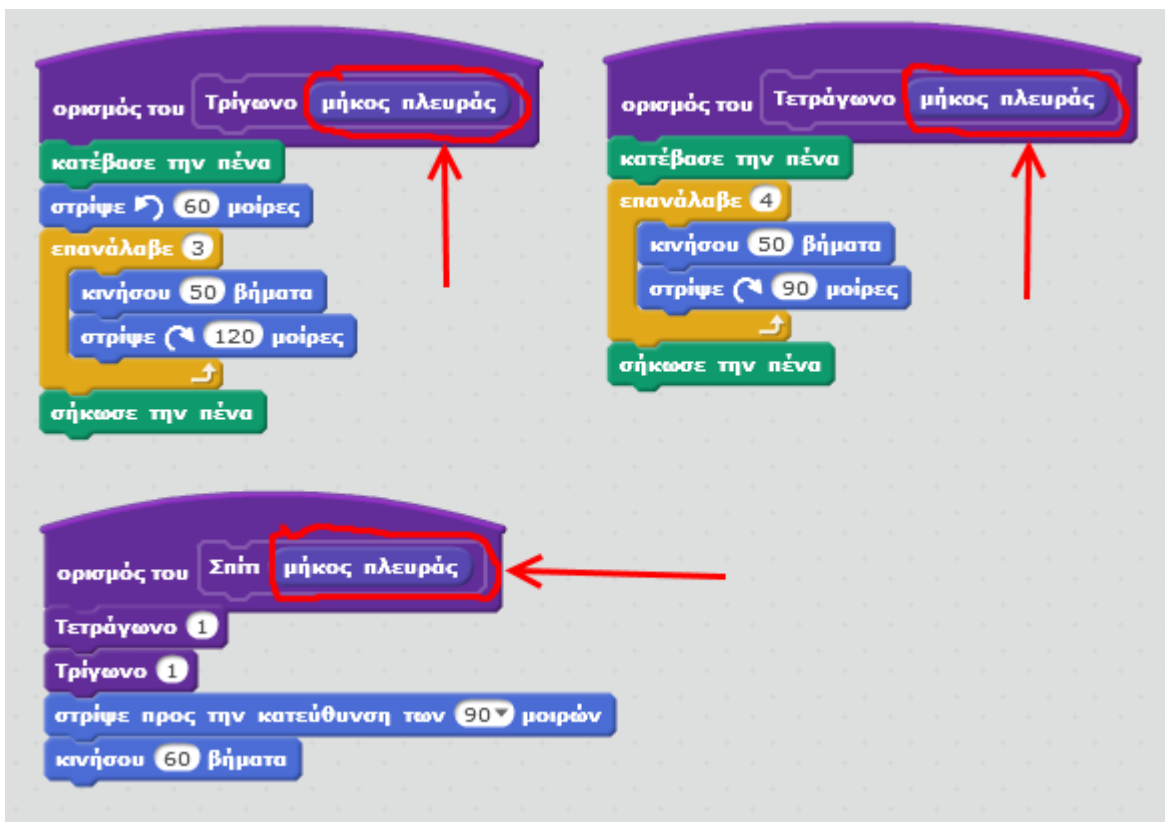 ορισμός του Τρίγωνο μήκος πλευράς
κατέβασε την πένα
στρίψε 60 μοίρες
επανάλαβε 3
κινήσου 50 βήματα
στρίψε 120 μοίρες
σήκωσε την πένα
ορισμός του Τετράγωνο μήκος πλευράς
κατέβασε την πένα
επανάλαβε 4
κινήσου 50 βήματα
στρίψε 90 μοίρες
σήκωσε την πένα
ορισμός του Σπίτι μήκος πλευράς
Τετράγωνο 1
Τρίγωνο 1
στρίψε προς την κατεύθυνση των 90 μοιρών
κινήσου 60 βήματα